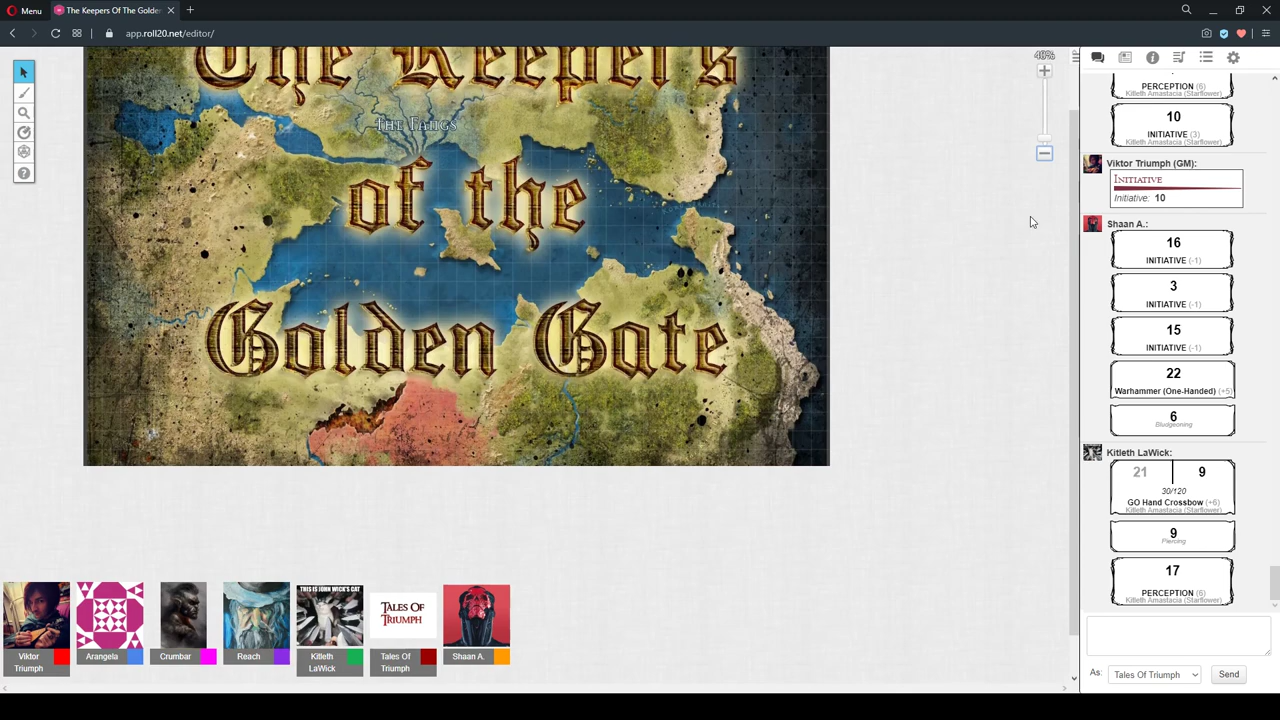 Menu
The Keepers Of The Golde
app.roll20.net/editor/
The Keepers
The Fangs
of the
Golden Gate
40%
PERCEPTION (6)
Kitleth Amastacia (Starflower)
10
INITIATIVE (3)
Kitleth Amastacia (Starflower)
Viktor Triumph (GM):
Initiative
Initiative: 10
Shaan A.:
16
INITIATIVE (-1)
3
INITIATIVE (-1)
15
INITIATIVE (-1)
22
Warhammer (One-Handed) (+5)
6
Bludgeoning
Kitleth LaWick:
21 9
30/120
GO Hand Crossbow (+6)
Kitleth Amastacia (Starflower)
9
Piercing
17
PERCEPTION (6)
Kitleth Amastacia (Starflower)
As:
Tales Of Triumph
Send
THIS IS JOHN WICK'S CAT
TALES OF
TRIUMPH
Viktor
Triumph
Arangela
Crumbar
Reach
Kitleth
LaWick
Tales Of
Triumph
Shaan A.